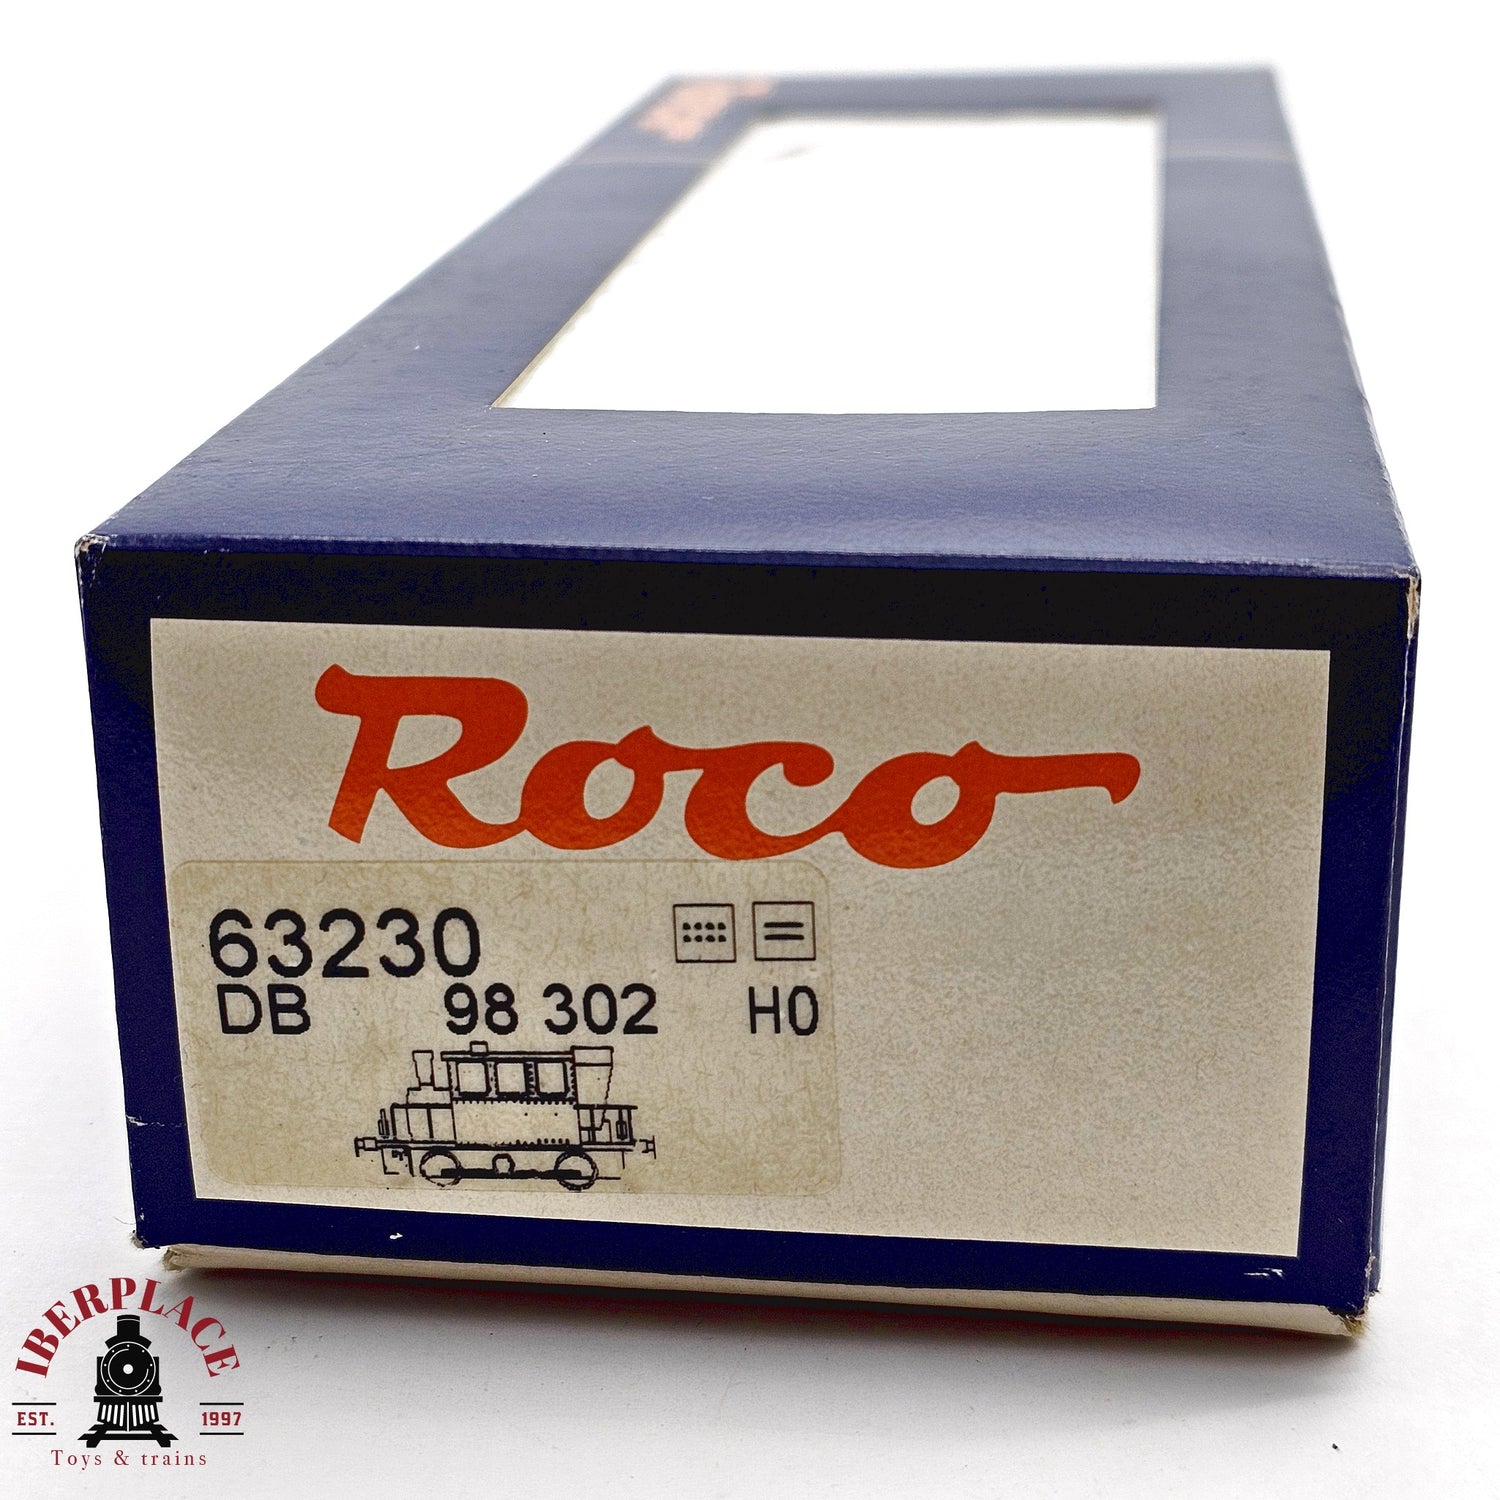 Roco
63230
DB 98 302 H0
IBERPLACE
EST. 1997
Toys & trains